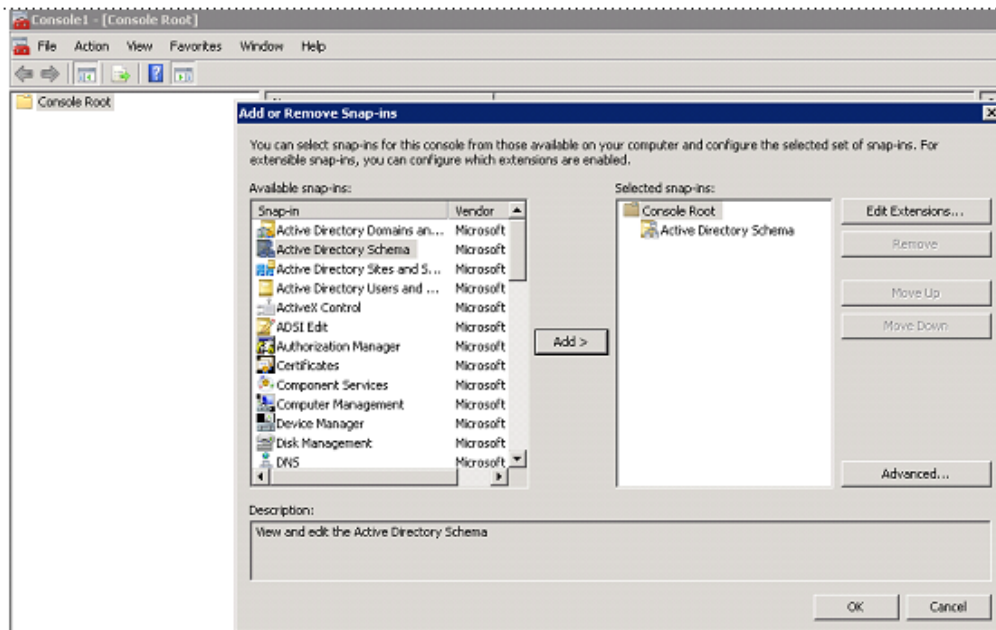 Console1 - [Console Root]
File Action View Favorites Window Help
Console Root
Add or Remove Snap-ins
You can select snap-ins for this console from those available on your computer and configure the selected set of snap-ins. For
extensible snap-ins, you can configure which extensions are enabled.
Available snap-ins:
Snap-in Vendor
Active Directory Domains an... Microsoft
Active Directory Schema Microsoft
Active Directory Sites and S... Microsoft
Active Directory Users and ... Microsoft
ActiveX Control Microsoft
ADSI Edit Microsoft
Authorization Manager Microsoft
Certificates Microsoft
Component Services Microsoft
Computer Management Microsoft
Device Manager Microsoft
Disk Management Microsoft
DNS Microsoft
Add >
Selected snap-ins:
Console Root
Active Directory Schema
Edit Extensions...
Remove
Move Up
Move Down
Advanced...
Description:
View and edit the Active Directory Schema
OK Cancel